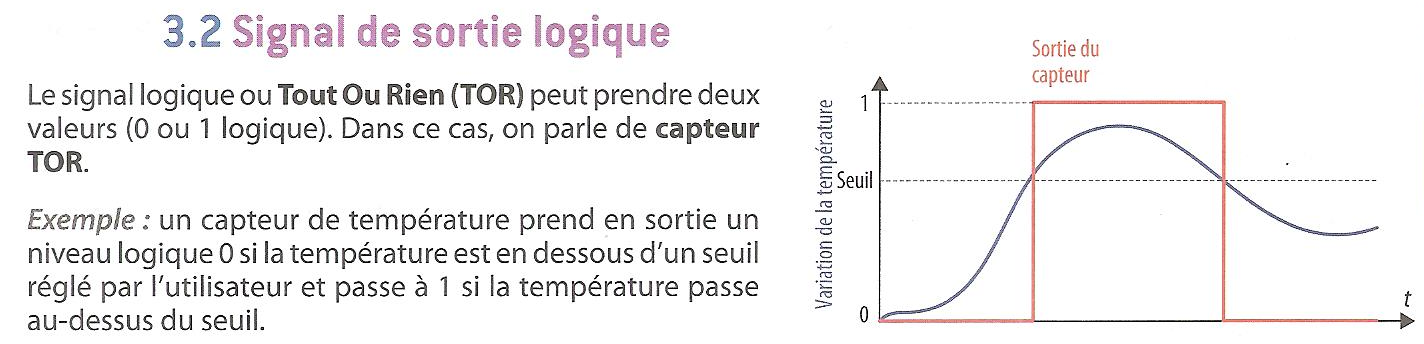 3.2 Signal de sortie logique
Le signal logique ou Tout Ou Rien (TOR) peut prendre deux
valeurs (0 ou 1 logique). Dans ce cas, on parle de capteur
TOR.
Exemple : un capteur de température prend en sortie un
niveau logique 0 si la température est en dessous d'un seuil
réglé par l'utilisateur et passe à 1 si la température passe
au-dessus du seuil.
Sortie du
capteur
Variation de la température
1
Seuil
0
t